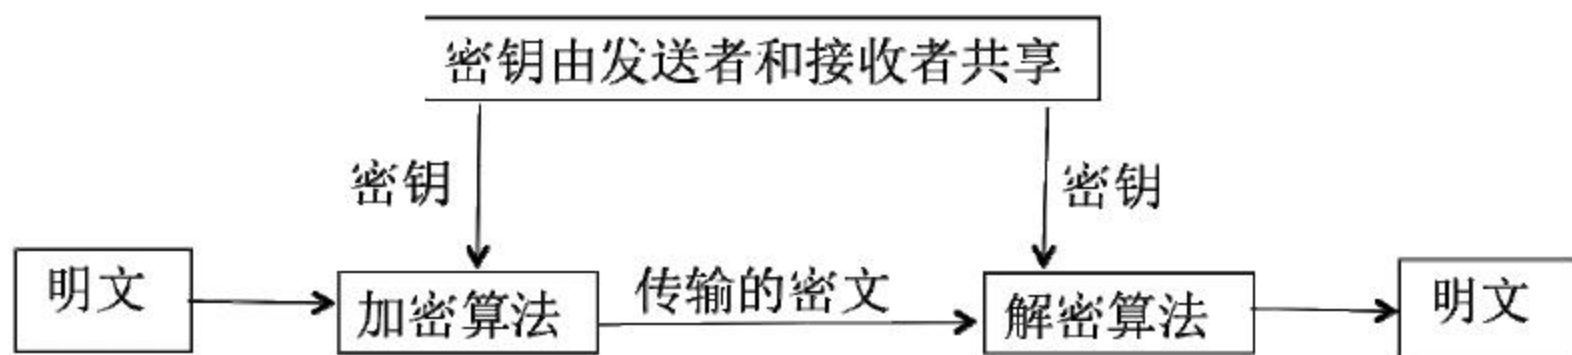 密钥由发送者和接收者共享
密钥
密钥
明文
加密算法
传输的密文
解密算法
明文